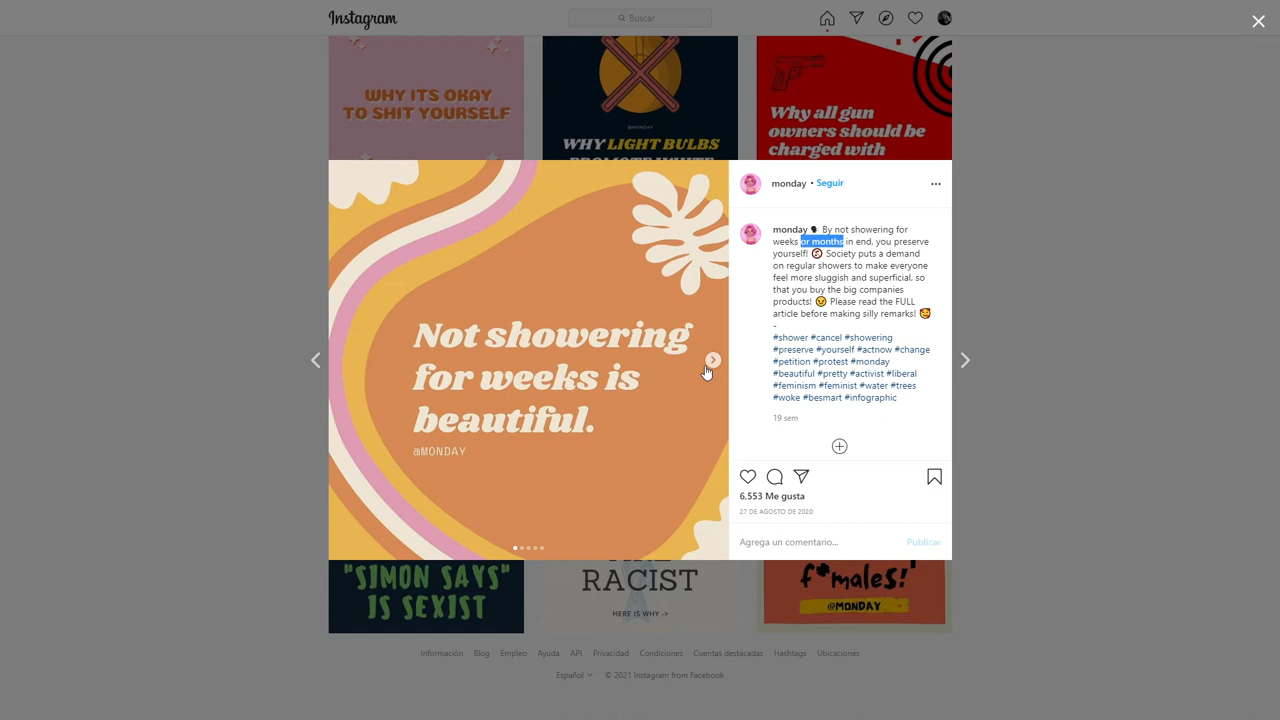 Instagram
Buscar
WHY ITS OKAY
TO SHIT YOURSELF
@MONDAY
WHY LIGHT BULBS
PROMOTE WHITE
Why all gun
owners should be
charged with
monday • Seguir
Not showering
for weeks is
beautiful.
@MONDAY
monday 🗣 By not showering for
weeks or months in end, you preserve
yourself! 🚱 Society puts a demand
on regular showers to make everyone
feel more sluggish and superficial, so
that you buy the big companies
products! 😉 Please read the FULL
article before making silly remarks! 🥰
-
#shower #cancel #showering
#preserve #yourself #actnow #change
#petition #protest #monday
#beautiful #pretty #activist #liberal
#feminism #feminist #water #trees
#woke #besmart #infographic
19 sem
6,553 Me gusta
27 DE AGOSTO DE 2020
Agrega un comentario...
Publicar
"SIMON SAYS"
IS SEXIST
RACIST
HERE IS WHY ->
f*males!"
@MONDAY
Información Blog Empleo Ayuda API Privacidad Condiciones Cuentas destacadas Hashtags Ubicaciones
Español © 2021 Instagram from Facebook